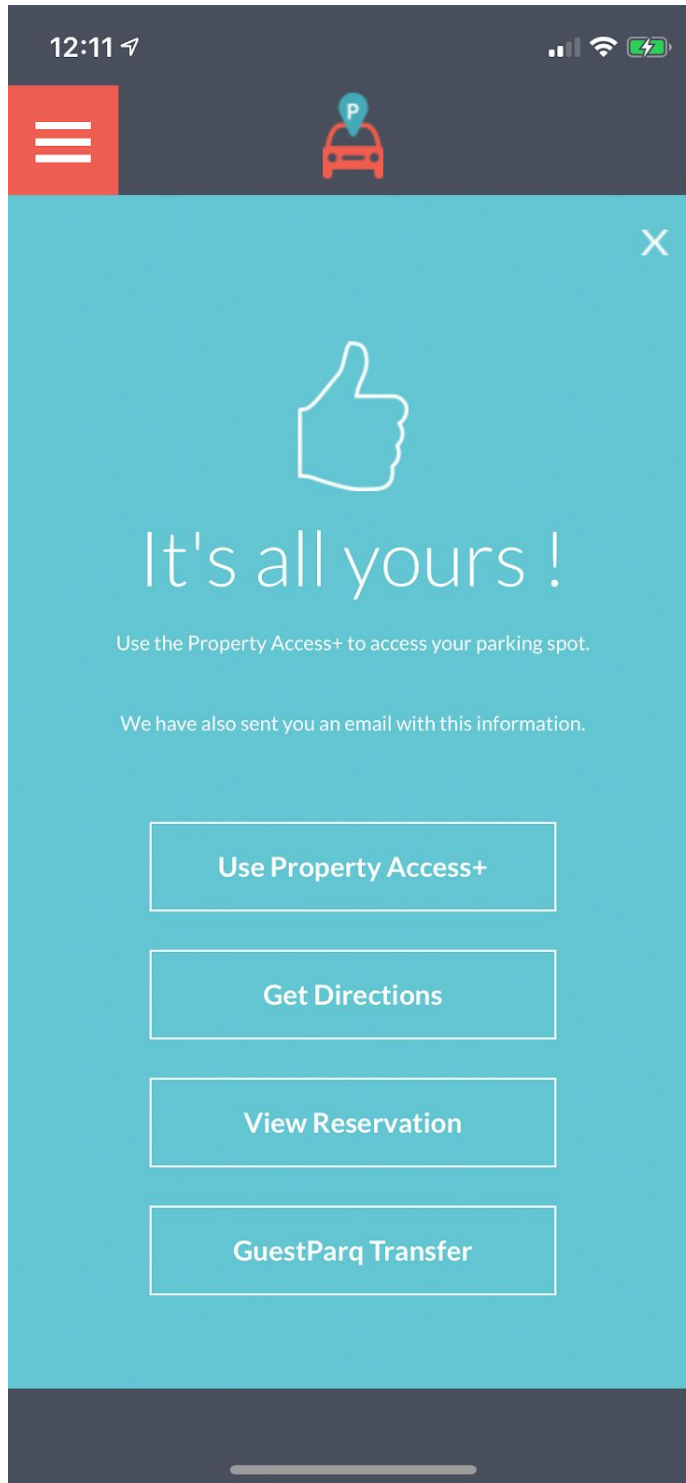 12:11
P
X
It's all yours !
Use the Property Access+ to access your parking spot.
We have also sent you an email with this information.
Use Property Access+
Get Directions
View Reservation
GuestParq Transfer